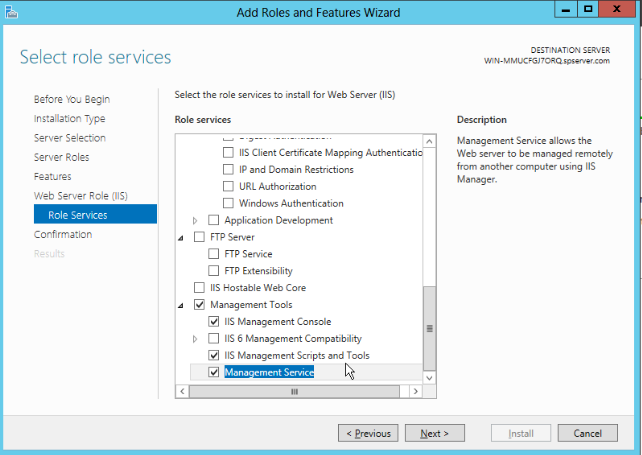 Add Roles and Features Wizard
Select role services
DESTINATION SERVER
WIN-MMUCFGJ7ORQ.spserver.com
Before You Begin
Installation Type
Server Selection
Server Roles
Features
Web Server Role (IIS)
Role Services
Confirmation
Results
Select the role services to install for Web Server (IIS)
Role services
IIS Client Certificate Mapping Authenticatio
IP and Domain Restrictions
URL Authorization
Windows Authentication
Application Development
FTP Server
FTP Service
FTP Extensibility
IIS Hostable Web Core
Management Tools
IIS Management Console
IIS 6 Management Compatibility
IIS Management Scripts and Tools
Management Service
Description
Management Service allows the
Web server to be managed remotely
from another computer using IIS
Manager.
< Previous
Next >
Install
Cancel